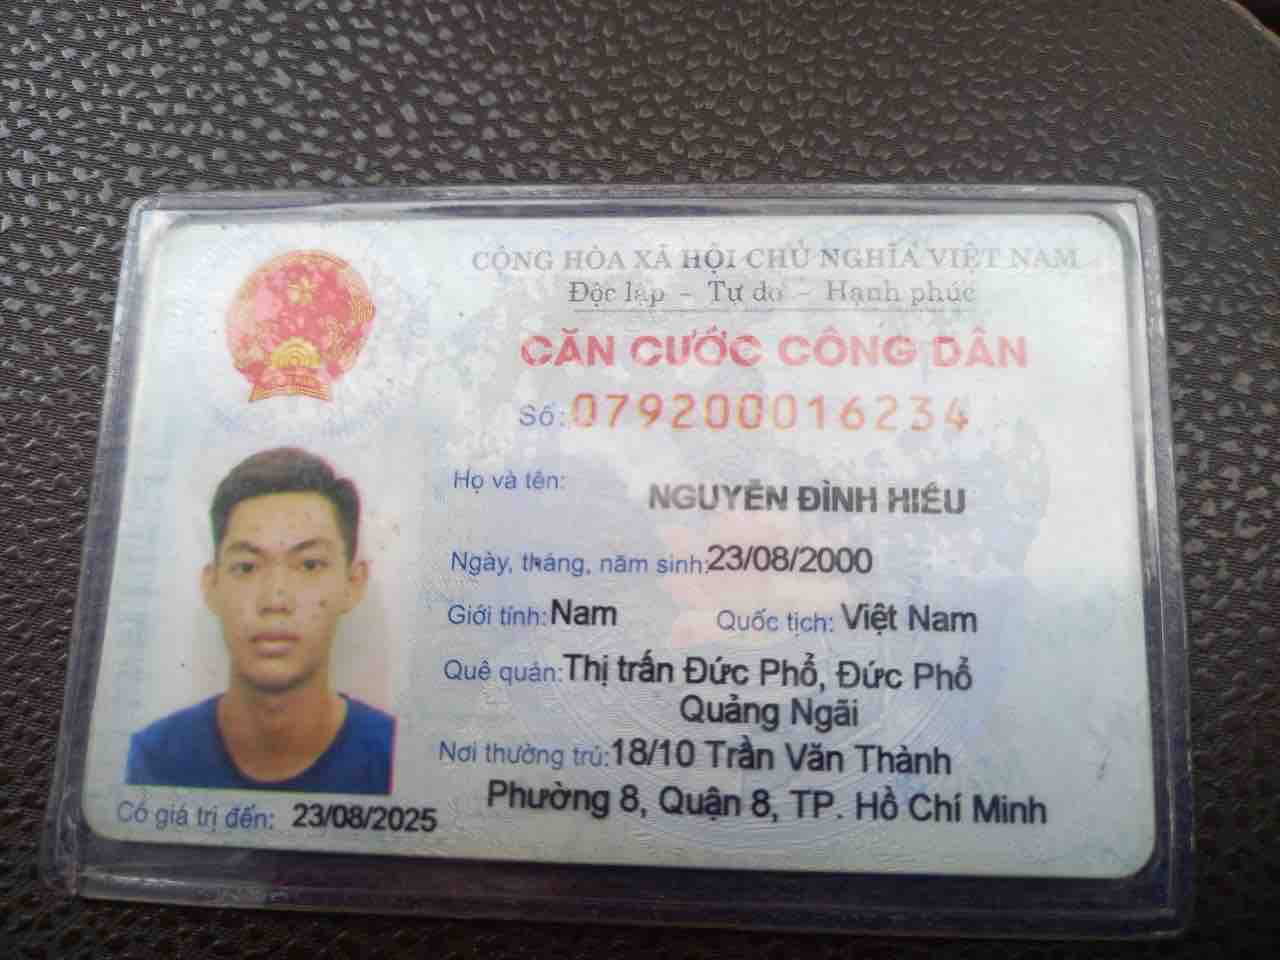 CỘNG HÒA XÃ HỘI CHỦ NGHĨA VIỆT NAM
Độc lập - Tự do - Hạnh phúc
CĂN CƯỚC CÔNG DÂN
Số: 079200016234
Họ và tên: NGUYỄN ĐÌNH HIẾU
Ngày, tháng, năm sinh: 23/08/2000
Giới tính: Nam Quốc tịch: Việt Nam
Quê quán: Thị trấn Đức Phổ, Đức Phổ
Quảng Ngãi
Nơi thường trú: 18/10 Trần Văn Thành
Phường 8, Quận 8, TP. Hồ Chí Minh
Có giá trị đến: 23/08/2025